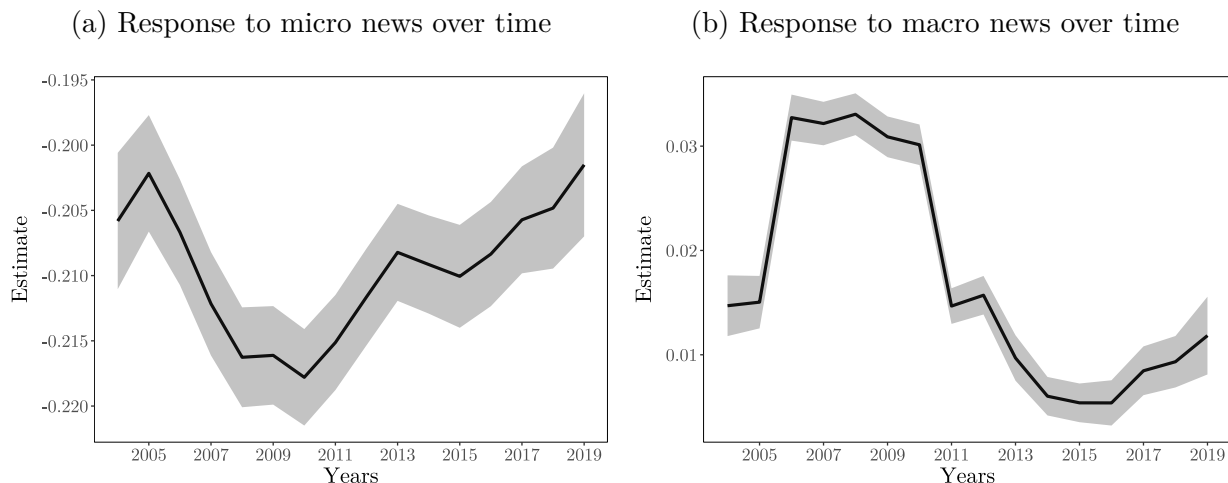 (a) Response to micro news over time
-0.195
-0.200
-0.205
-0.210
-0.215
-0.220
Estimate
2005 2007 2009 2011 2013 2015 2017 2019
Years
(b) Response to macro news over time
0.03
0.02
0.01
Estimate
2005 2007 2009 2011 2013 2015 2017 2019
Years